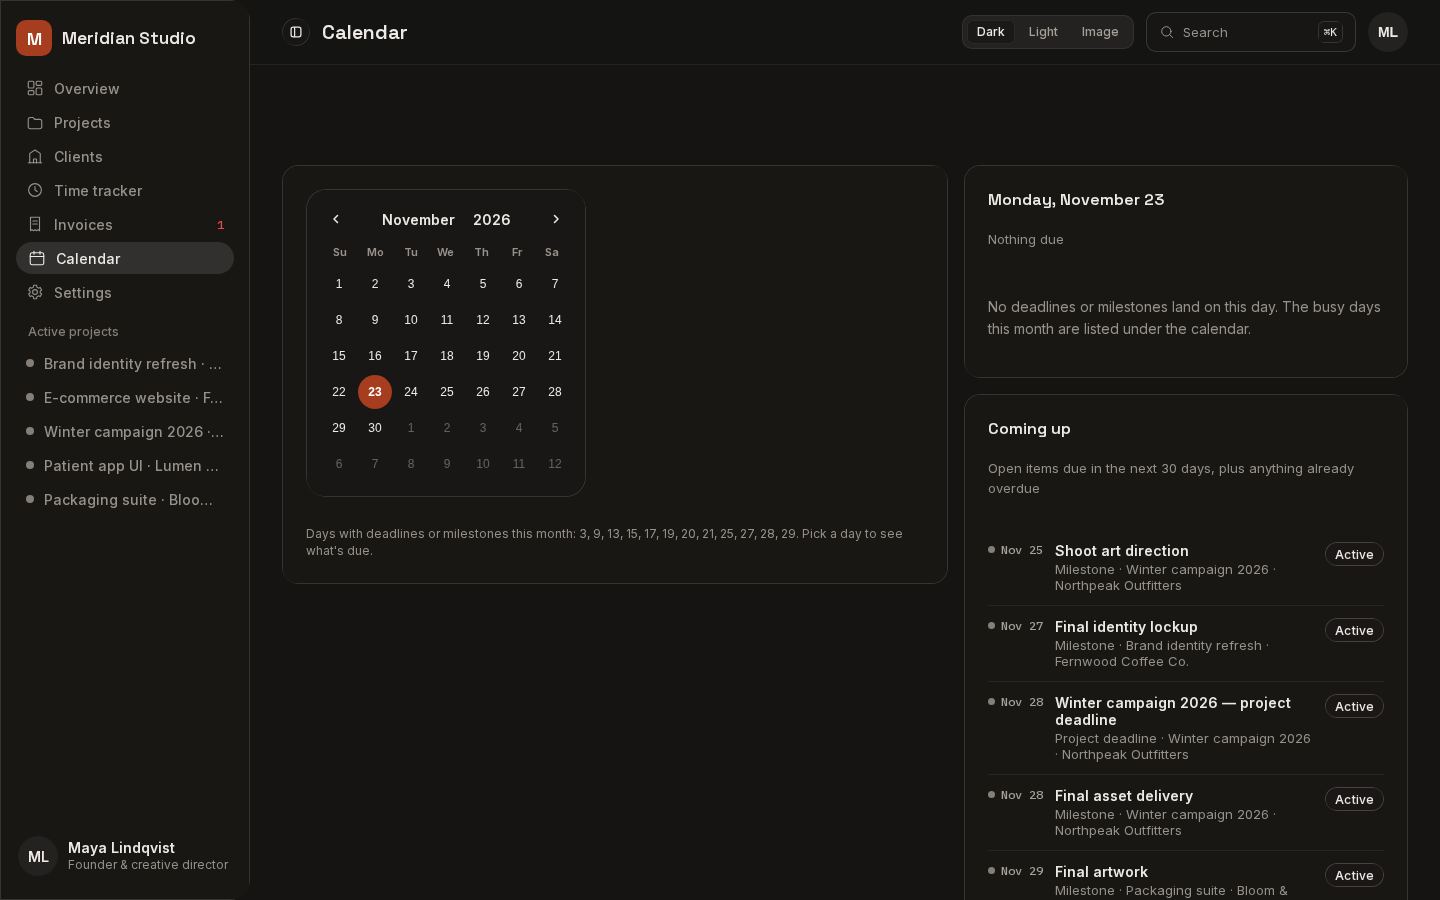 M Meridian Studio
Overview
Projects
Clients
Time tracker
Invoices 1
Calendar
Settings
Active projects
Brand identity refresh · ...
E-commerce website · F...
Winter campaign 2026 ·...
Patient app UI · Lumen ...
Packaging suite · Bloo...
ML Maya Lindqvist
Founder & creative director
Calendar
Dark Light Image
Search ⌘K
ML
November 2026
Su Mo Tu We Th Fr Sa
1 2 3 4 5 6 7
8 9 10 11 12 13 14
15 16 17 18 19 20 21
22 23 24 25 26 27 28
29 30 1 2 3 4 5
6 7 8 9 10 11 12
Days with deadlines or milestones this month: 3, 9, 13, 15, 17, 19, 20, 21, 25, 27, 28, 29. Pick a day to see
what's due.
Monday, November 23
Nothing due
No deadlines or milestones land on this day. The busy days
this month are listed under the calendar.
Coming up
Open items due in the next 30 days, plus anything already
overdue
Nov 25 Shoot art direction Active
Milestone · Winter campaign 2026 ·
Northpeak Outfitters
Nov 27 Final identity lockup Active
Milestone · Brand identity refresh ·
Fernwood Coffee Co.
Nov 28 Winter campaign 2026 — project Active
deadline
Project deadline · Winter campaign 2026
· Northpeak Outfitters
Nov 28 Final asset delivery Active
Milestone · Winter campaign 2026 ·
Northpeak Outfitters
Nov 29 Final artwork Active
Milestone · Packaging suite · Bloom &